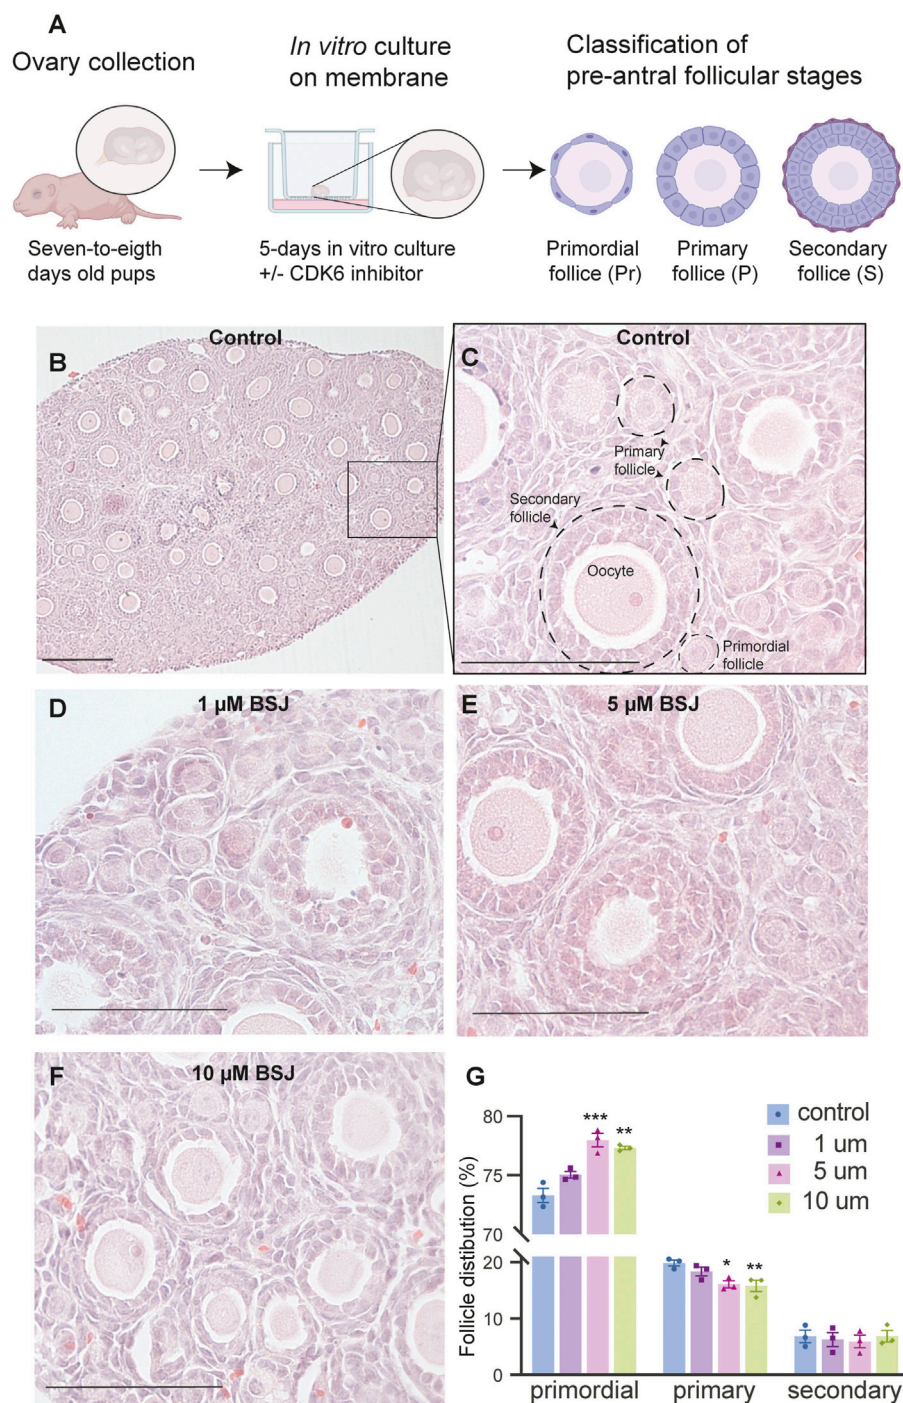 A
Ovary collection
In vitro culture
on membrane
Classification of
pre-antral follicular stages
Seven-to-eigth
days old pups
5-days in vitro culture
+/- CDK6 inhibitor
Primordial
follice (Pr)
Primary
follice (P)
Secondary
follice (S)
B
Control
C
Control
Primary
follicle
Secondary
follicle
Oocyte
Primordial
follicle
D
1 µM BSJ
E
5 µM BSJ
F
10 µM BSJ
G
Follicle distibution (%)
80
75
70
20
10
0
***
**
*
**
control
1 um
5 um
10 um
primordial
primary
secondary